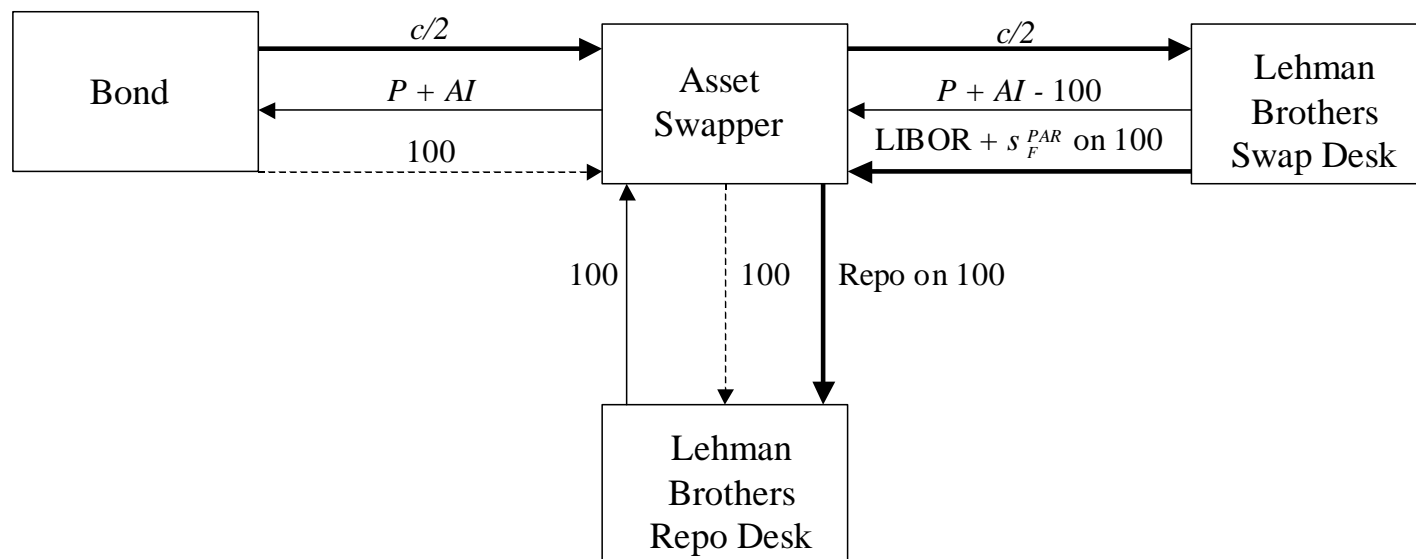 c/2
c/2
Bond
P + AI
Asset
Swapper
P + AI - 100
Lehman
Brothers
Swap Desk
100
LIBOR + s_F^PAR on 100
100
100
Repo on 100
Lehman
Brothers
Repo Desk